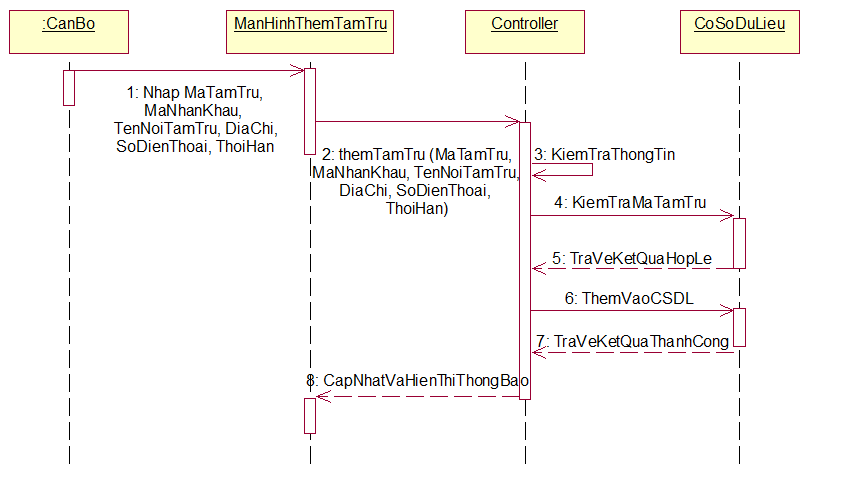 :CanBo
ManHinhThemTamTru
Controller
CoSoDuLieu
1: Nhap MaTamTru,
MaNhanKhau,
TenNoiTamTru, DiaChi,
SoDienThoai, ThoiHan
2: themTamTru (MaTamTru,
MaNhanKhau, TenNoiTamTru,
DiaChi, SoDienThoai,
ThoiHan)
3: KiemTraThongTin
4: KiemTraMaTamTru
5: TraVeKetQuaHopLe
6: ThemVaoCSDL
7: TraVeKetQuaThanhCong
8: CapNhatVaHienThiThongBao